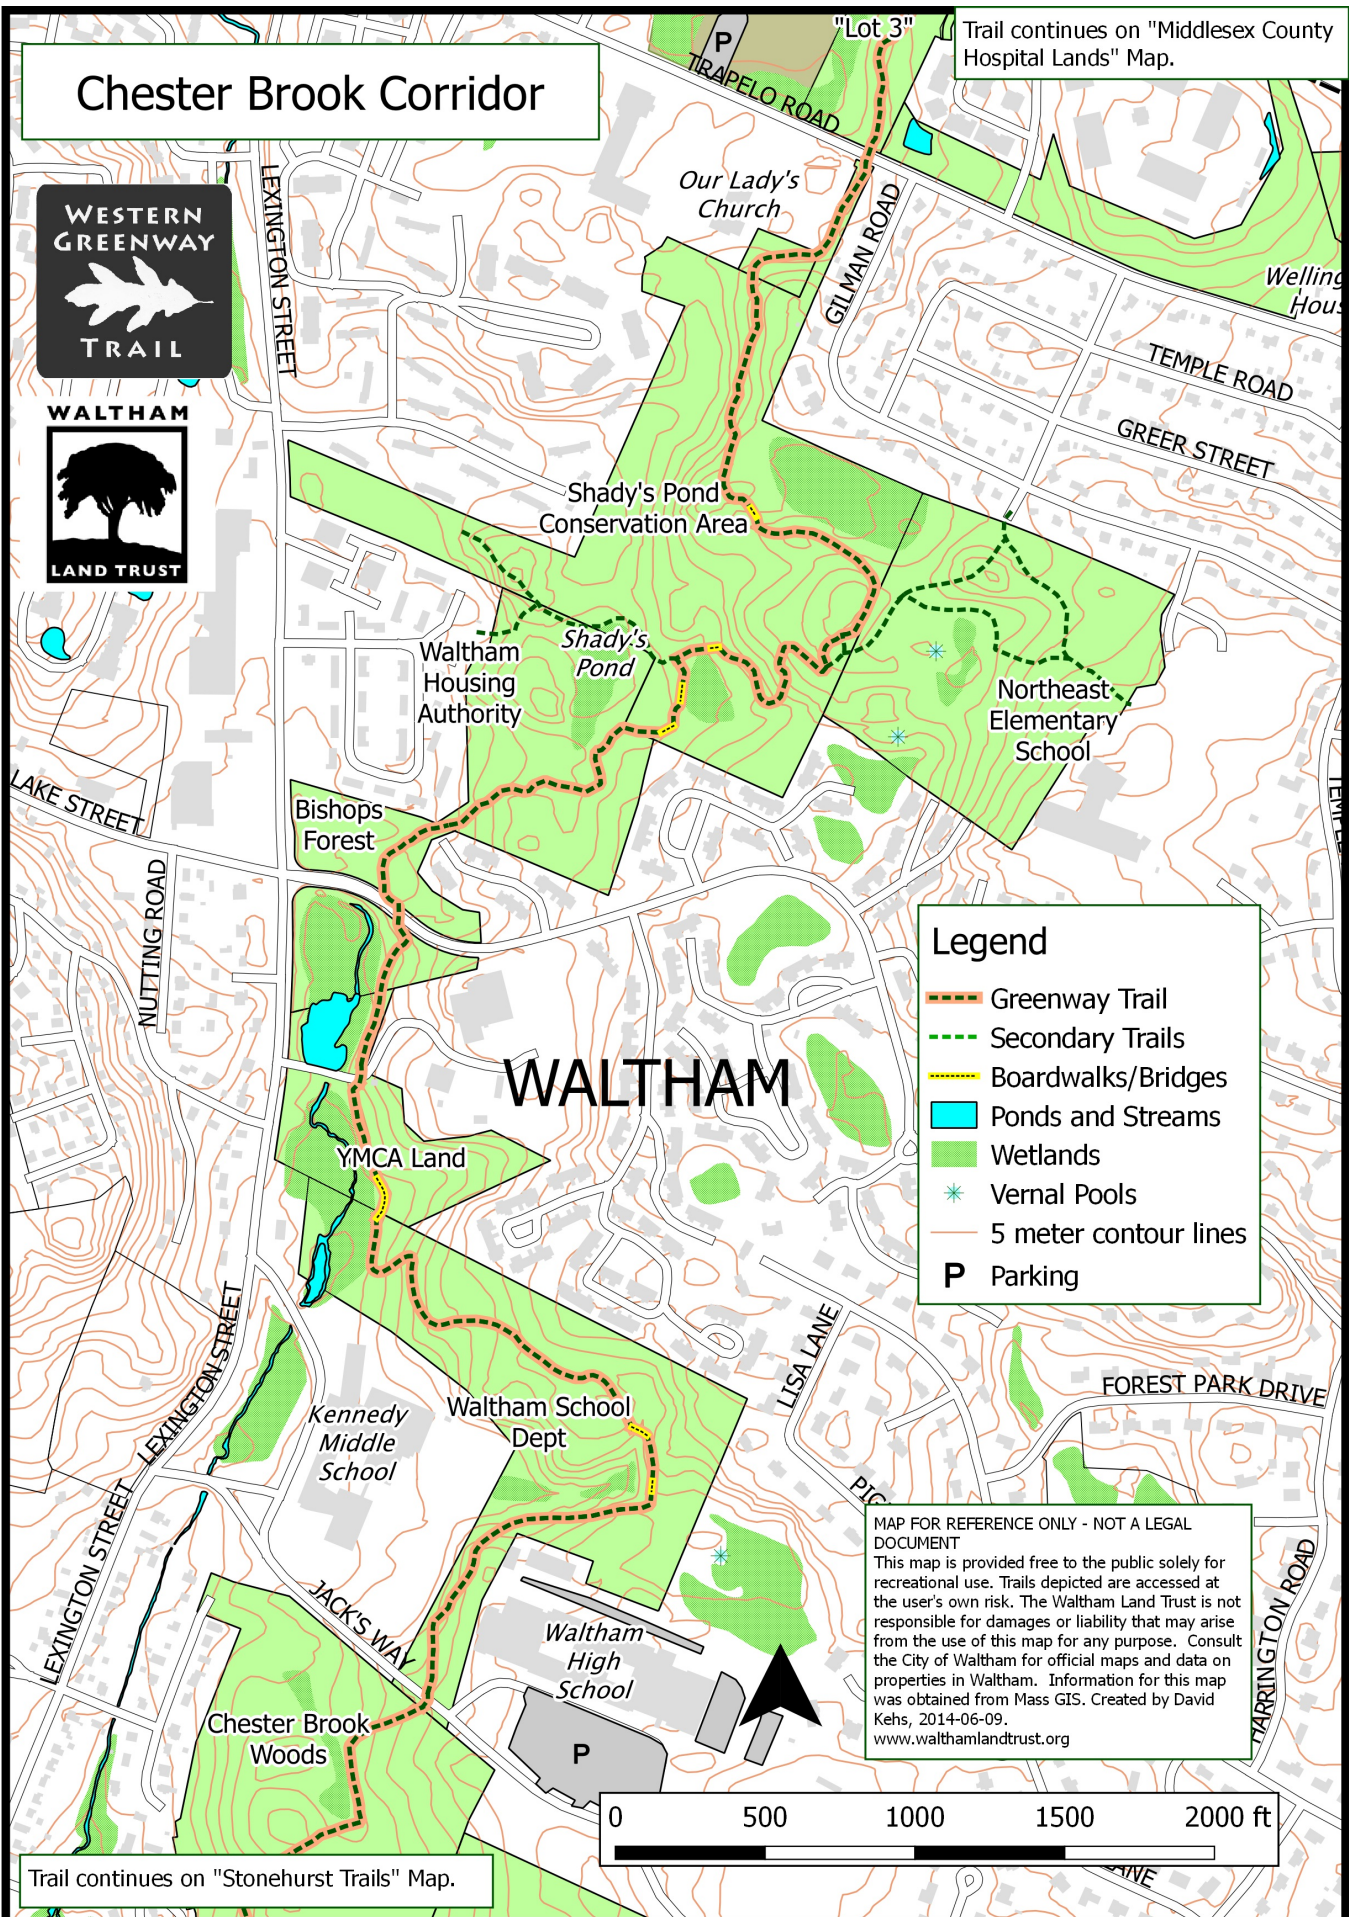 "Lot 3"
Trail continues on "Middlesex County
Hospital Lands" Map.
Chester Brook Corridor
P
TRAPELO ROAD
WESTERN
GREENWAY
TRAIL
LEXINGTON STREET
Our Lady's
Church
GILMAN ROAD
Welling
Hous
TEMPLE ROAD
GREER STREET
WALTHAM
LAND TRUST
Shady's Pond
Conservation Area
Waltham
Housing
Authority
Shady's
Pond
Northeast
Elementary
School
LAKE STREET
Bishops
Forest
NUTTING ROAD
TEMPLE
WALTHAM
Legend
Greenway Trail
Secondary Trails
Boardwalks/Bridges
Ponds and Streams
Wetlands
Vernal Pools
5 meter contour lines
P Parking
YMCA Land
LEXINGTON STREET
LISA LANE
FOREST PARK DRIVE
Kennedy
Middle
School
Waltham School
Dept
LEXINGTON STREET
JACK'S WAY
Waltham
High
School
P
HARRINGTON ROAD
Chester Brook
Woods
MAP FOR REFERENCE ONLY - NOT A LEGAL
DOCUMENT
This map is provided free to the public solely for
recreational use. Trails depicted are accessed at
the user's own risk. The Waltham Land Trust is not
responsible for damages or liability that may arise
from the use of this map for any purpose. Consult
the City of Waltham for official maps and data on
properties in Waltham. Information for this map
was obtained from Mass GIS. Created by David
Kehs, 2014-06-09.
www.walthamlandtrust.org
0 500 1000 1500 2000 ft
Trail continues on "Stonehurst Trails" Map.